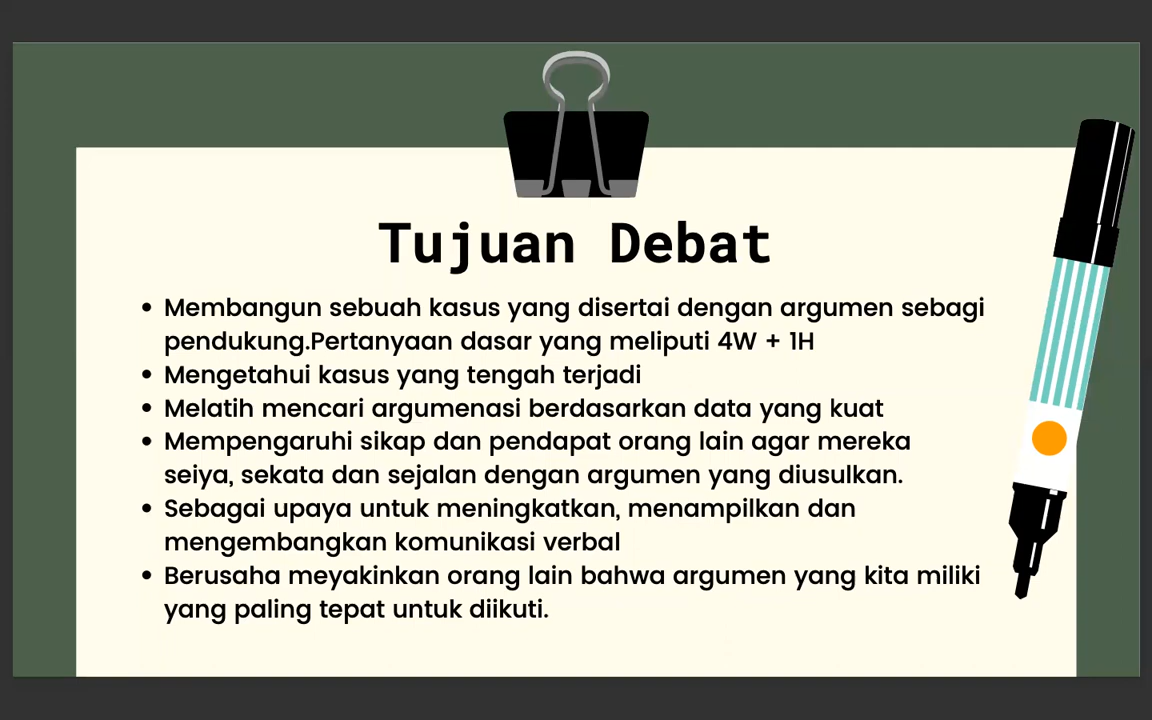 Tujuan Debat
• Membangun sebuah kasus yang disertai dengan argumen sebagi
pendukung.Pertanyaan dasar yang meliputi 4W + 1H
• Mengetahui kasus yang tengah terjadi
• Melatih mencari argumenasi berdasarkan data yang kuat
• Mempengaruhi sikap dan pendapat orang lain agar mereka
seiya, sekata dan sejalan dengan argumen yang diusulkan.
• Sebagai upaya untuk meningkatkan, menampilkan dan
mengembangkan komunikasi verbal
• Berusaha meyakinkan orang lain bahwa argumen yang kita miliki
yang paling tepat untuk diikuti.